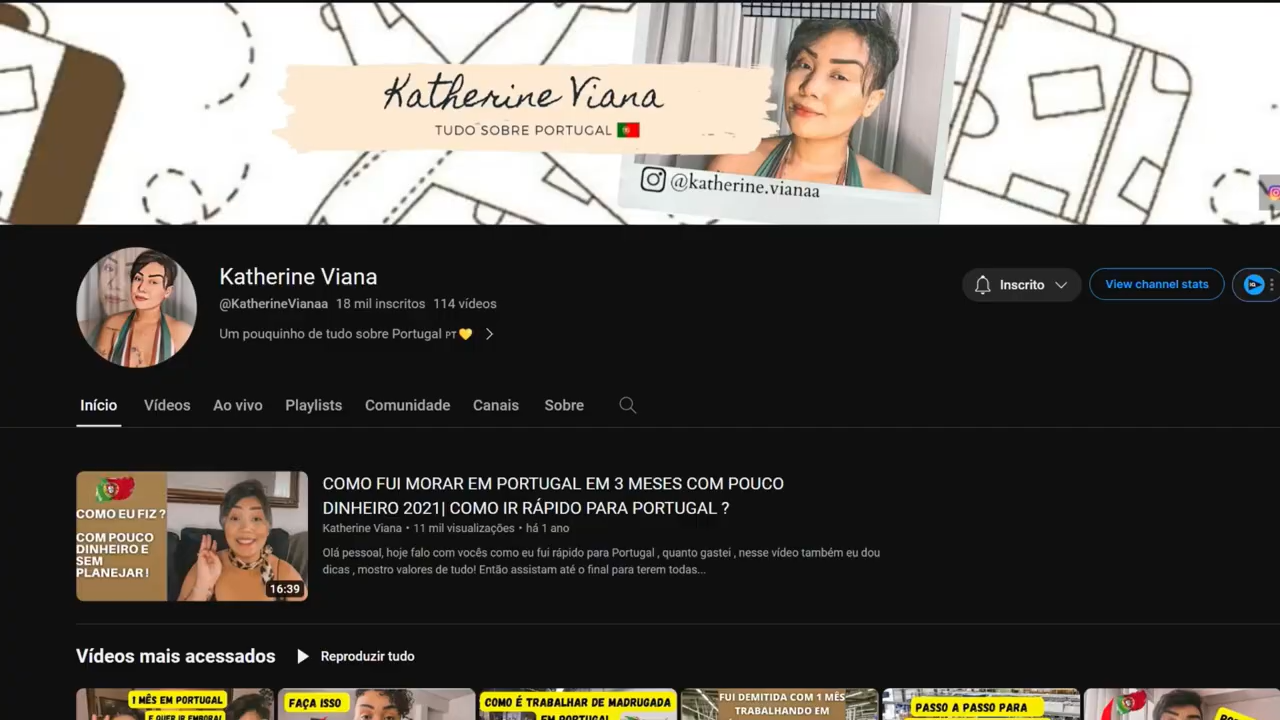 Katherine Viana
TUDO SOBRE PORTUGAL
@katherine.vianaa
Katherine Viana
@KatherineVianaa 18 mil inscritos 114 vídeos
Um pouquinho de tudo sobre Portugal PT💛
Inscrito
View channel stats
Início Vídeos Ao vivo Playlists Comunidade Canais Sobre
COMO EU FIZ ?
COM POUCO
DINHEIRO E
SEM
PLANEJAR !
16:39
COMO FUI MORAR EM PORTUGAL EM 3 MESES COM POUCO
DINHEIRO 2021| COMO IR RÁPIDO PARA PORTUGAL ?
Katherine Viana • 11 mil visualizações • há 1 ano
Olá pessoal, hoje falo com vocês como eu fui rápido para Portugal , quanto gastei , nesse vídeo também eu dou
dicas , mostro valores de tudo! Então assistam até o final para terem todas...
Vídeos mais acessados
Reproduzir tudo
1 MÊS EM PORTUGAL
E QUER IR EMBORA!
FAÇA ISSO
COMO É TRABALHAR DE MADRUGADA
EM PORTUGAL
FUI DEMITIDA COM 1 MÊS
TRABALHANDO EM
PASSO A PASSO PARA